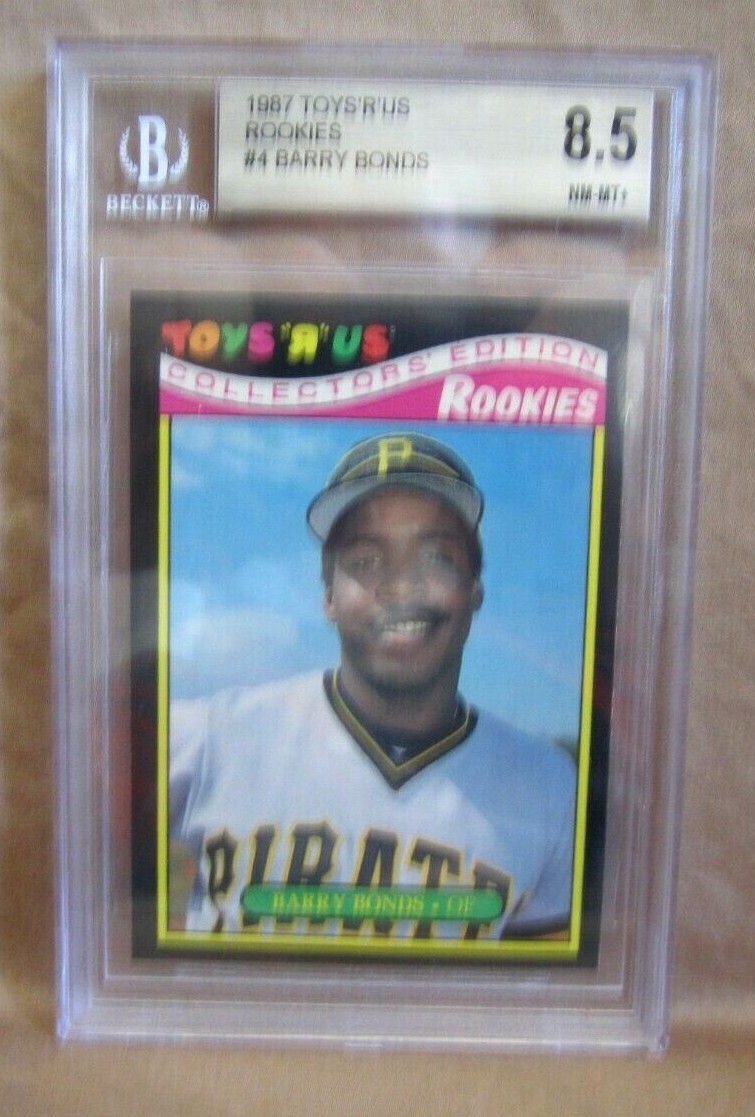 1987 TOYS'R'US
ROOKIES
#4 BARRY BONDS
8.5
NM-MT+
B
BECKETT®
TOYS "R" US
COLLECTORS' EDITION
ROOKIES
P
PIRATE
BARRY BONDS • OF